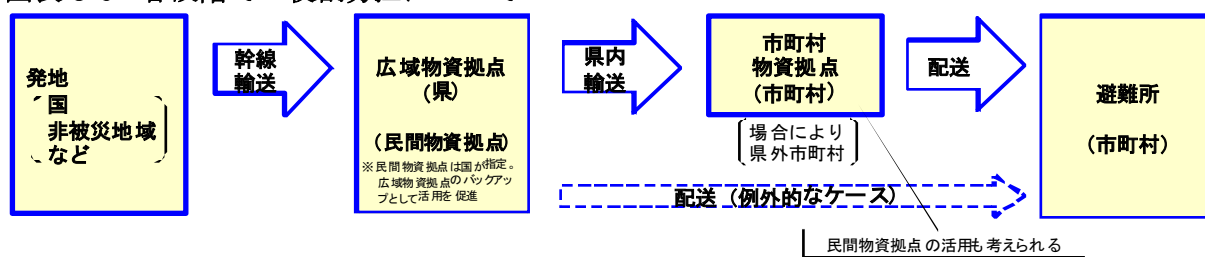 発地
国
非被災地域
など
幹線
輸送
広域物資拠点
(県)
(民間物資拠点)
※民間物資拠点は国が指定。
広域物資拠点のバックアッ
プとして活用を促進
県内
輸送
市町村
物資拠点
(市町村)
場合により
県外市町村
配送
避難所
(市町村)
配送(例外的なケース)
民間物資拠点の活用も考えられる